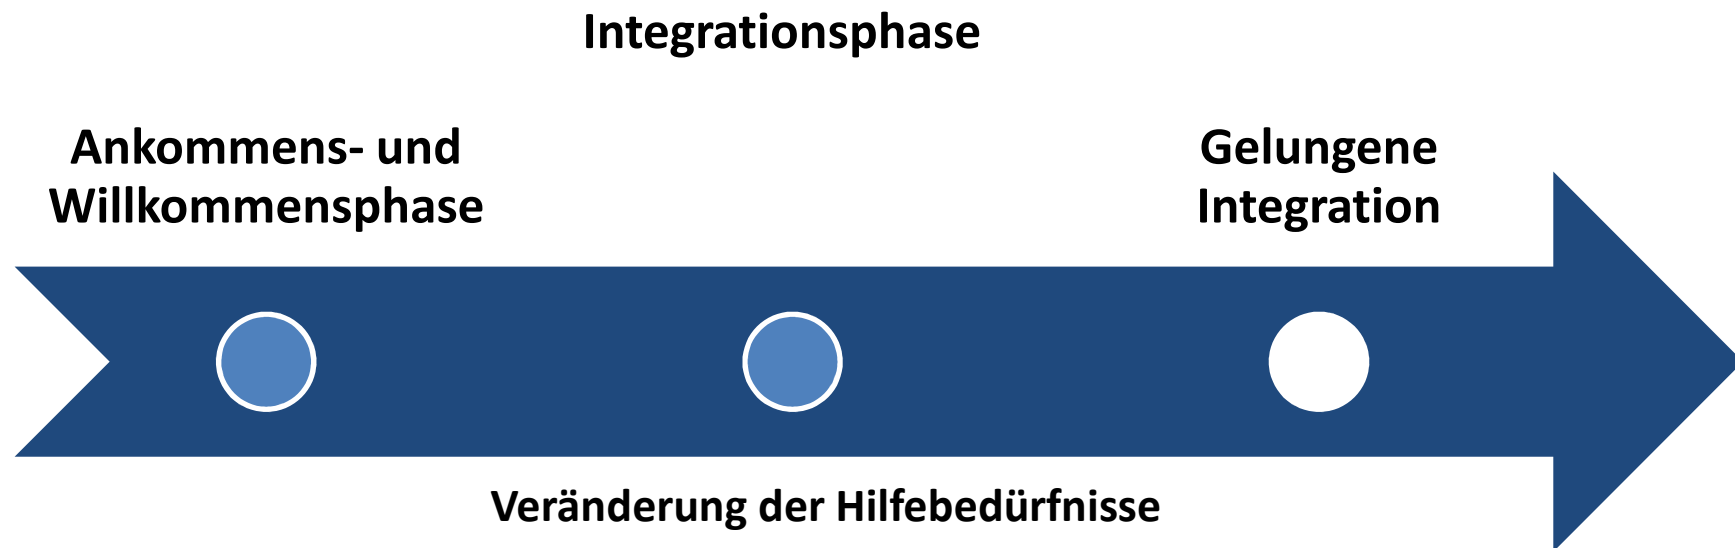 Integrationsphase
Ankommens- und
Willkommensphase
Gelungene
Integration
Veränderung der Hilfebedürfnisse